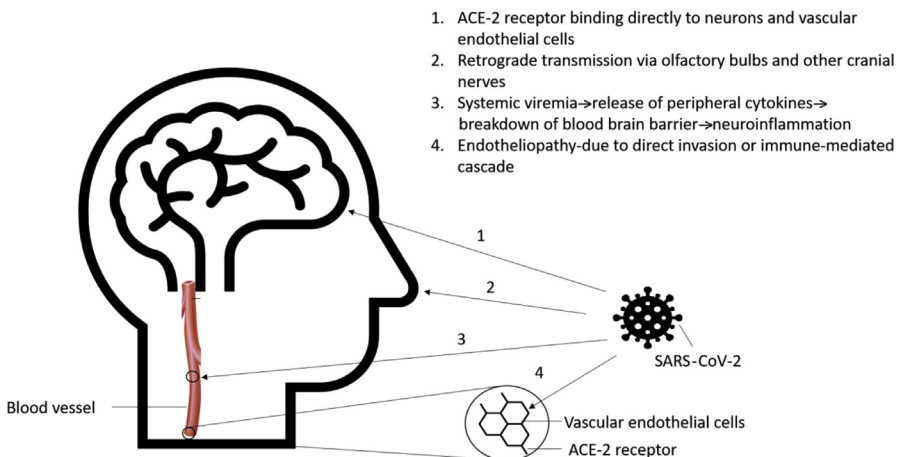 1. ACE-2 receptor binding directly to neurons and vascular
endothelial cells
2. Retrograde transmission via olfactory bulbs and other cranial
nerves
3. Systemic viremia→release of peripheral cytokines→
breakdown of blood brain barrier→neuroinflammation
4. Endotheliopathy-due to direct invasion or immune-mediated
cascade
1
2
3
4
SARS-CoV-2
Blood vessel
Vascular endothelial cells
ACE-2 receptor